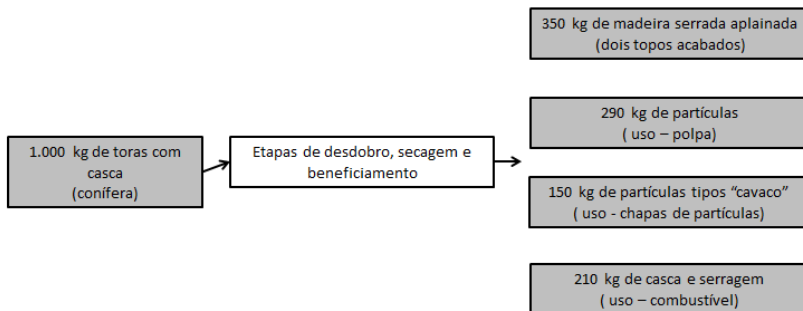 350 kg de madeira serrada aplainada
(dois topos acabados)
290 kg de partículas
( uso – polpa)
1.000 kg de toras com
casca
(conífera)
Etapas de desdobro, secagem e
beneficiamento
150 kg de partículas tipos “cavaco”
( uso - chapas de partículas)
210 kg de casca e serragem
( uso – combustível)